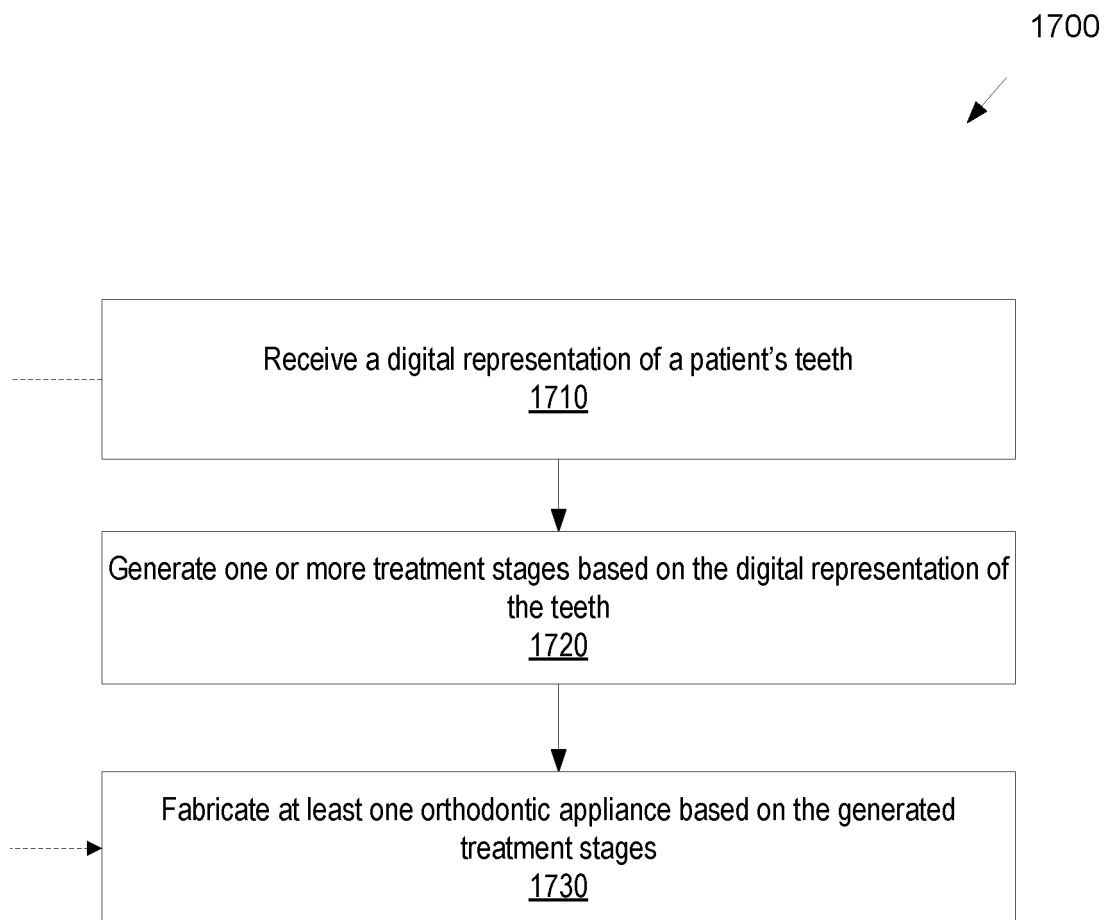 1700
Receive a digital representation of a patient's teeth
1710
Generate one or more treatment stages based on the digital representation of
the teeth
1720
Fabricate at least one orthodontic appliance based on the generated
treatment stages
1730